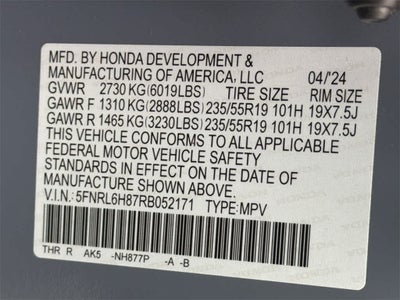 MFD. BY HONDA DEVELOPMENT &
MANUFACTURING OF AMERICA, LLC 04/'24
GVWR 2730 KG(6019LBS) TIRE SIZE RIM SIZE
GAWR F 1310 KG(2888LBS) 235/55R19 101H 19X7.5J
GAWR R 1465 KG(3230LBS) 235/55R19 101H 19X7.5J
THIS VEHICLE CONFORMS TO ALL APPLICABLE
FEDERAL MOTOR VEHICLE SAFETY
STANDARDS IN EFFECT ON THE DATE OF
MANUFACTURE SHOWN ABOVE.
V.I.N.: 5FNRL6H87RB052171 TYPE: MPV
THR R AK5 -NH877P -A -B